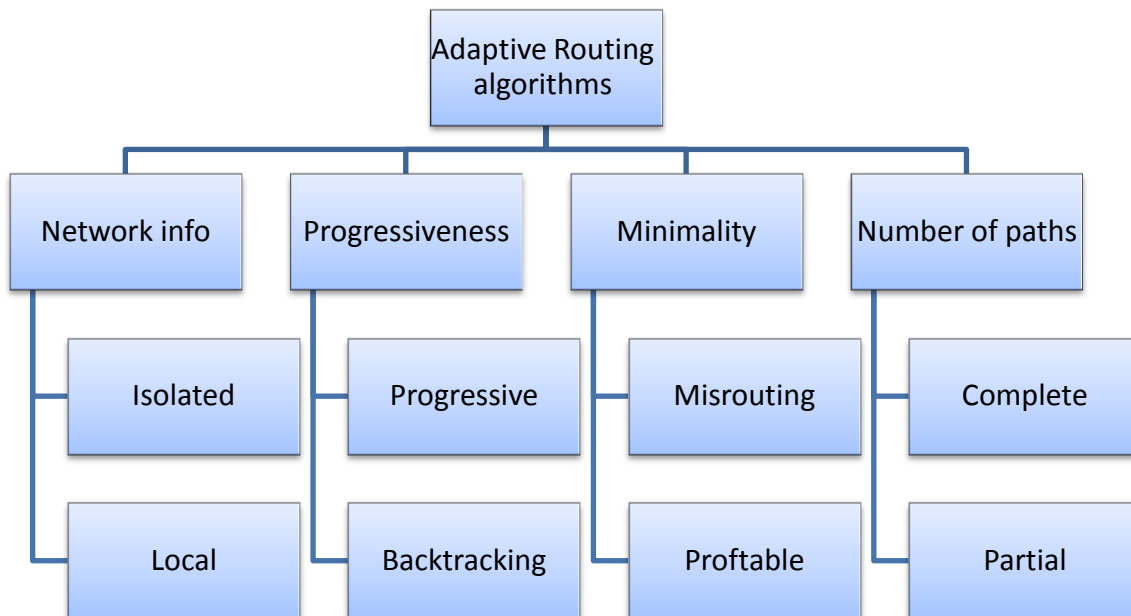 Adaptive Routing
algorithms
Network info
Progressiveness
Minimality
Number of paths
Isolated
Progressive
Misrouting
Complete
Local
Backtracking
Proftable
Partial